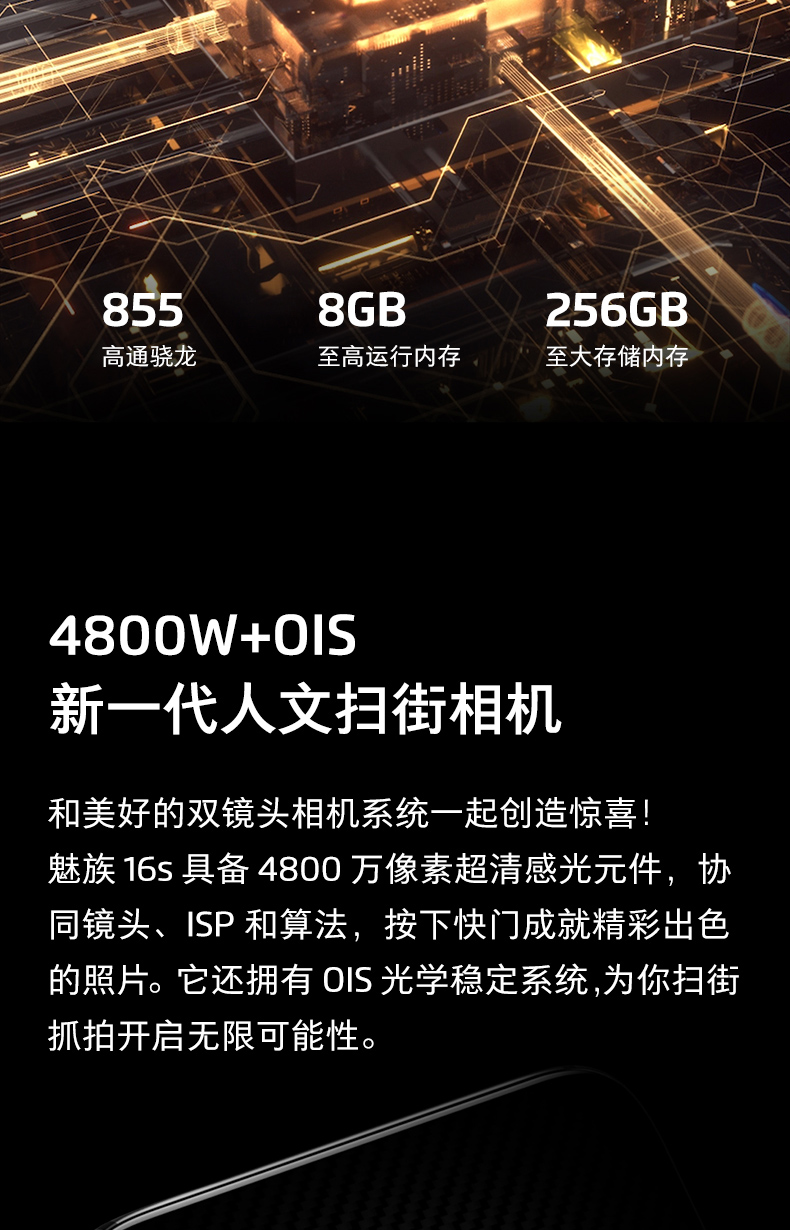 855
8GB
256GB
高通骁龙
至高运行内存
至大存储内存
4800W+OIS
新一代人文扫街相机
和美好的双镜头相机系统一起创造惊喜！
魅族 16s 具备 4800 万像素超清感光元件，协
同镜头、ISP 和算法，按下快门成就精彩出色
的照片。它还拥有 OIS 光学稳定系统,为你扫街
抓拍开启无限可能性。